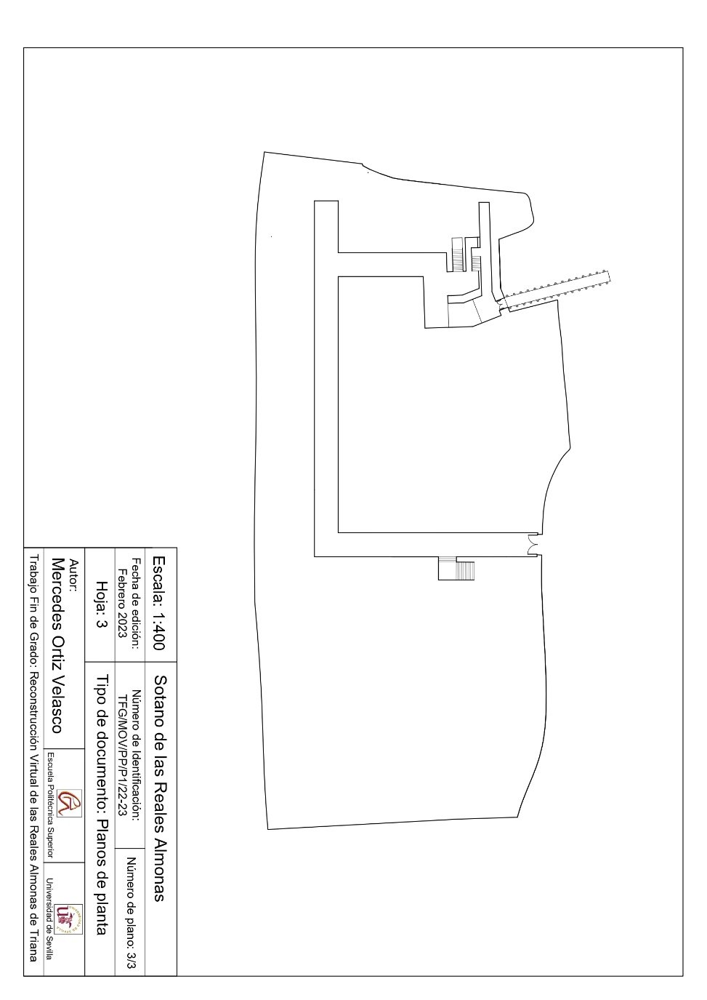 Escala: 1:400
Sotano de las Reales Almonas
Fecha de edición:
Febrero 2023
Número de Identificación:
TFG/MOV/PP/P1/22-23
Número de plano: 3/3
Hoja: 3
Tipo de documento: Planos de planta
Autor:
Mercedes Ortiz Velasco
Escuela Politécnica Superior
Universidad de Sevilla
Trabajo Fin de Grado: Reconstrucción Virtual de las Reales Almonas de Triana